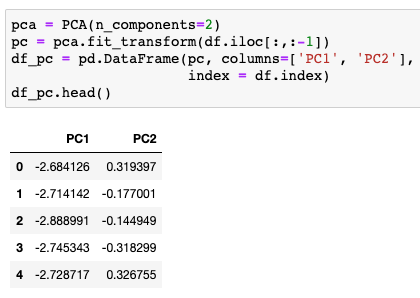 pca = PCA(n_components=2)
pc = pca.fit_transform(df.iloc[:,:-1])
df_pc = pd.DataFrame(pc, columns=['PC1', 'PC2'],
index = df.index)
df_pc.head()
PC1 PC2
0 -2.684126 0.319397
1 -2.714142 -0.177001
2 -2.888991 -0.144949
3 -2.745343 -0.318299
4 -2.728717 0.326755